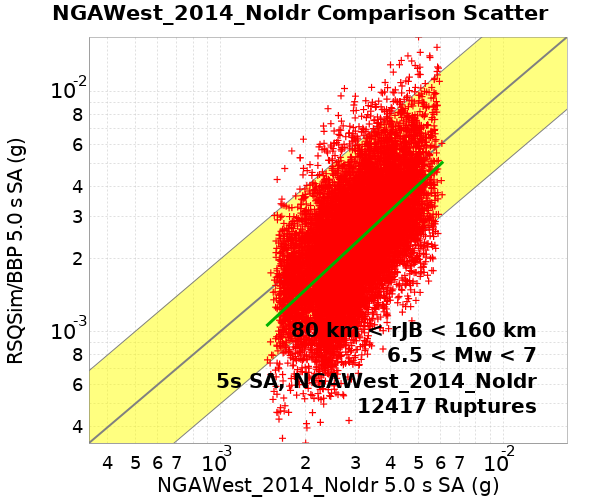 NGAWest_2014_NoIdr Comparison Scatter
RSQSim/BBP 5.0 s SA (g)
10-2
8
6
4
3
2
10-3
8
6
4
80 km < rJB < 160 km
6.5 < Mw < 7
5s SA, NGAWest_2014_NoIdr
12417 Ruptures
4 5 6 7 10-3 2 3 4 5 6 7 10-2
NGAWest_2014_NoIdr 5.0 s SA (g)